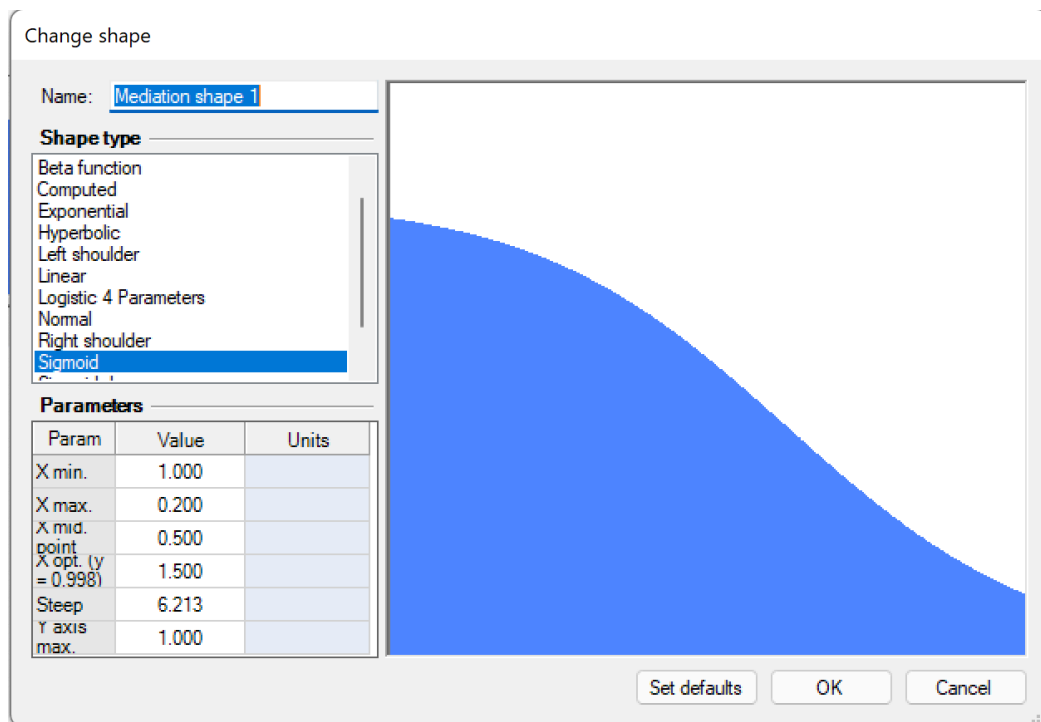 Change shape
Name: Mediation shape 1
Shape type
Beta function
Computed
Exponential
Hyperbolic
Left shoulder
Linear
Logistic 4 Parameters
Normal
Right shoulder
Sigmoid
Parameters
Param Value Units
X min. 1.000
X max. 0.200
X mid. point 0.500
X opt. (y = 0.998) 1.500
Steep 6.213
Y axis max. 1.000
Set defaults OK Cancel